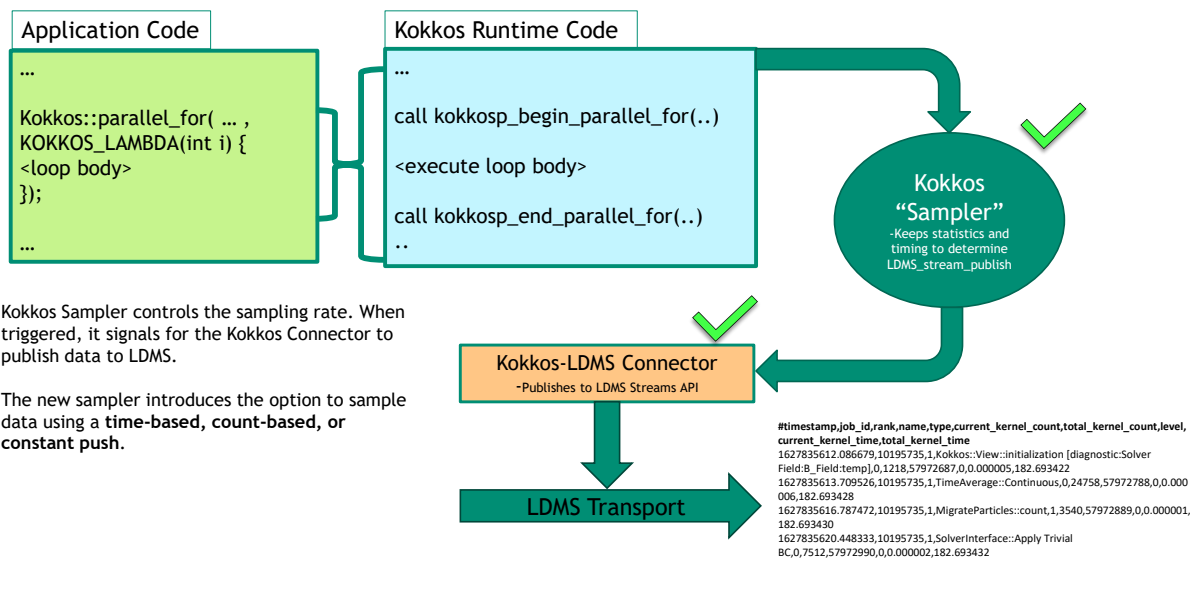 Application Code
…
Kokkos::parallel_for( … ,
KOKKOS_LAMBDA(int i) {
<loop body>
});
…
Kokkos Runtime Code
…
call kokkosp_begin_parallel_for(..)
<execute loop body>
call kokkosp_end_parallel_for(..)
..
Kokkos
“Sampler”
-Keeps statistics and
timing to determine
LDMS_stream_publish
Kokkos Sampler controls the sampling rate. When
triggered, it signals for the Kokkos Connector to
publish data to LDMS.
The new sampler introduces the option to sample
data using a time-based, count-based, or
constant push.
Kokkos-LDMS Connector
-Publishes to LDMS Streams API
LDMS Transport
#timestamp,job_id,rank,name,type,current_kernel_count,total_kernel_count,level,
current_kernel_time,total_kernel_time
1627835612.086679,10195735,1,Kokkos::View::initialization [diagnostic:Solver
Field:B_Field:temp],0,1218,57972687,0,0.000005,182.693422
1627835613.709526,10195735,1,TimeAverage::Continuous,0,24758,57972788,0,0.000
006,182.693428
1627835616.787472,10195735,1,MigrateParticles::count,1,3540,57972889,0,0.000001,
182.693430
1627835620.448333,10195735,1,SolverInterface::Apply Trivial
BC,0,7512,57972990,0,0.000002,182.693432